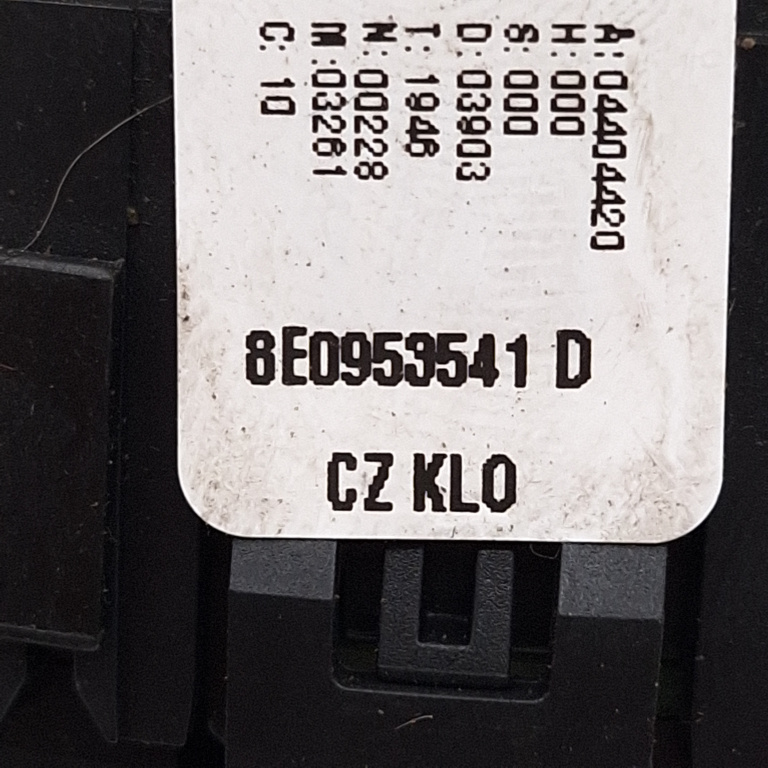 A: 04404420
H: 000
S: 000
D: 03903
T: 1946
N: 00228
M: 03261
C: 10
8E0953541 D
CZ KLO